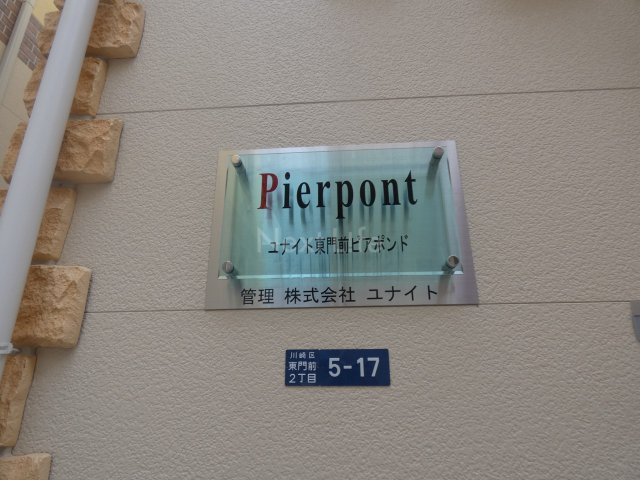 Pierpont
ユナイト東門前ピアポンド
管理 株式会社 ユナイト
川崎区
東門前
2丁目
5-17